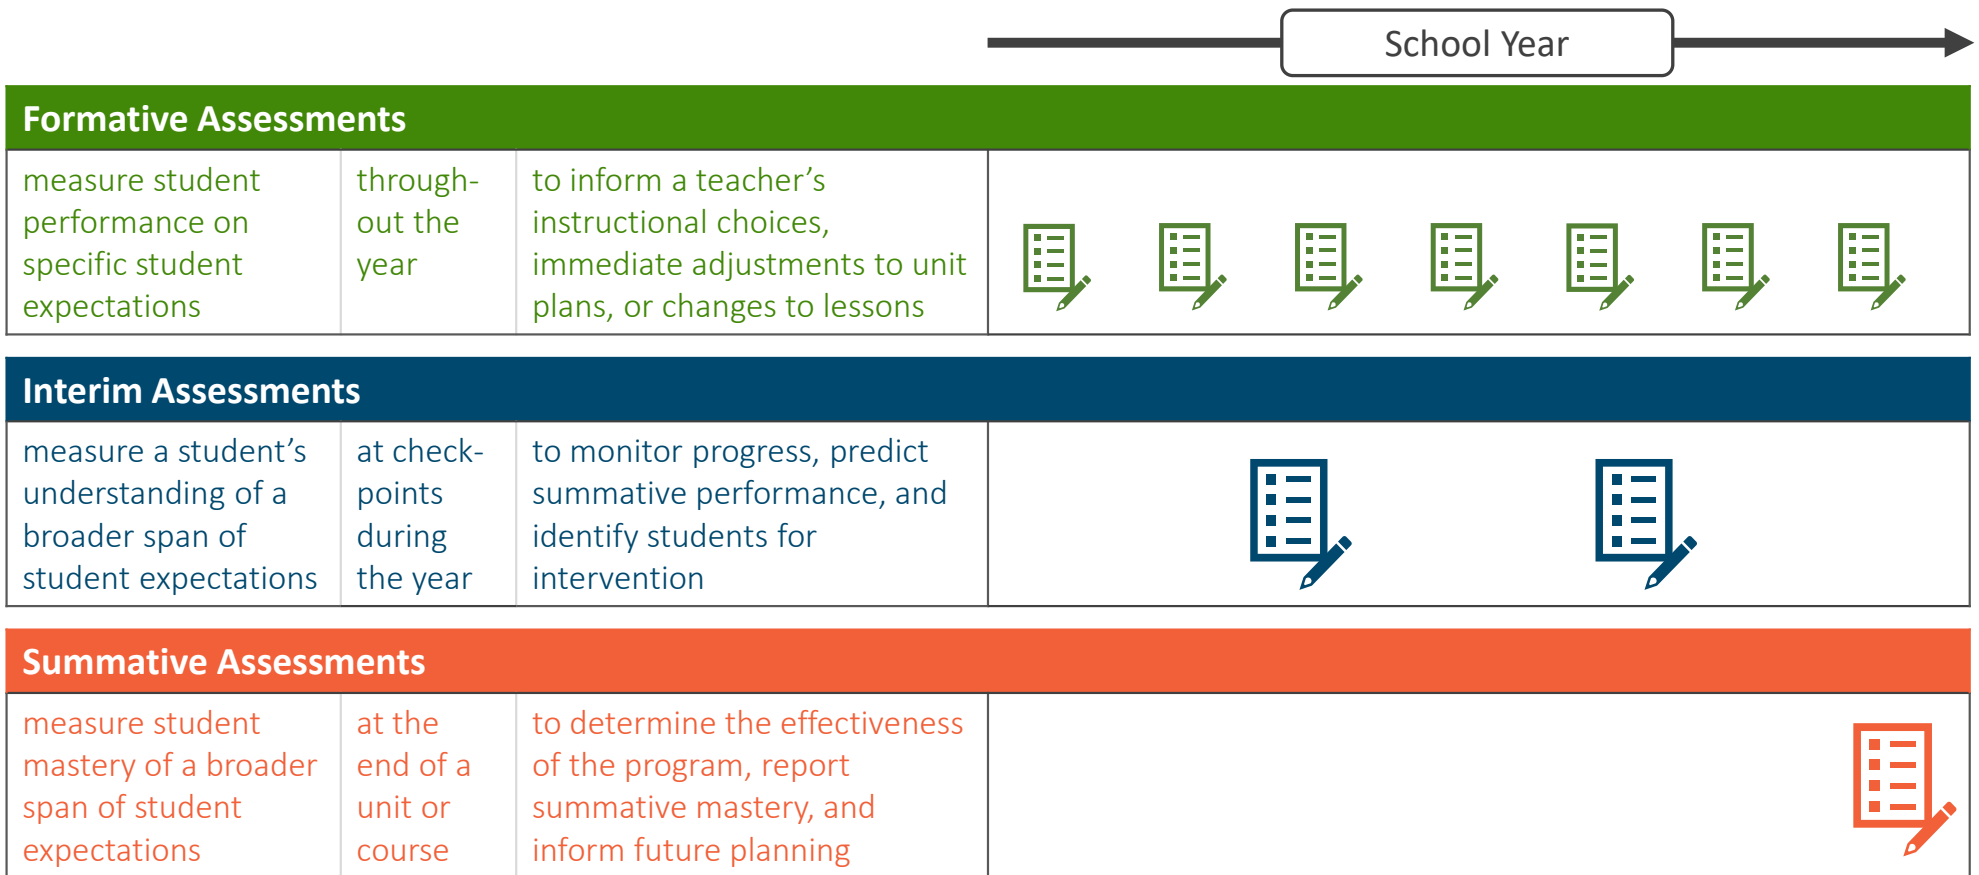 School Year
Formative Assessments
measure student
performance on
specific student
expectations
through-
out the
year
to inform a teacher’s
instructional choices,
immediate adjustments to unit
plans, or changes to lessons
Interim Assessments
measure a student’s
understanding of a
broader span of
student expectations
at check-
points
during
the year
to monitor progress, predict
summative performance, and
identify students for
intervention
Summative Assessments
measure student
mastery of a broader
span of student
expectations
at the
end of a
unit or
course
to determine the effectiveness
of the program, report
summative mastery, and
inform future planning